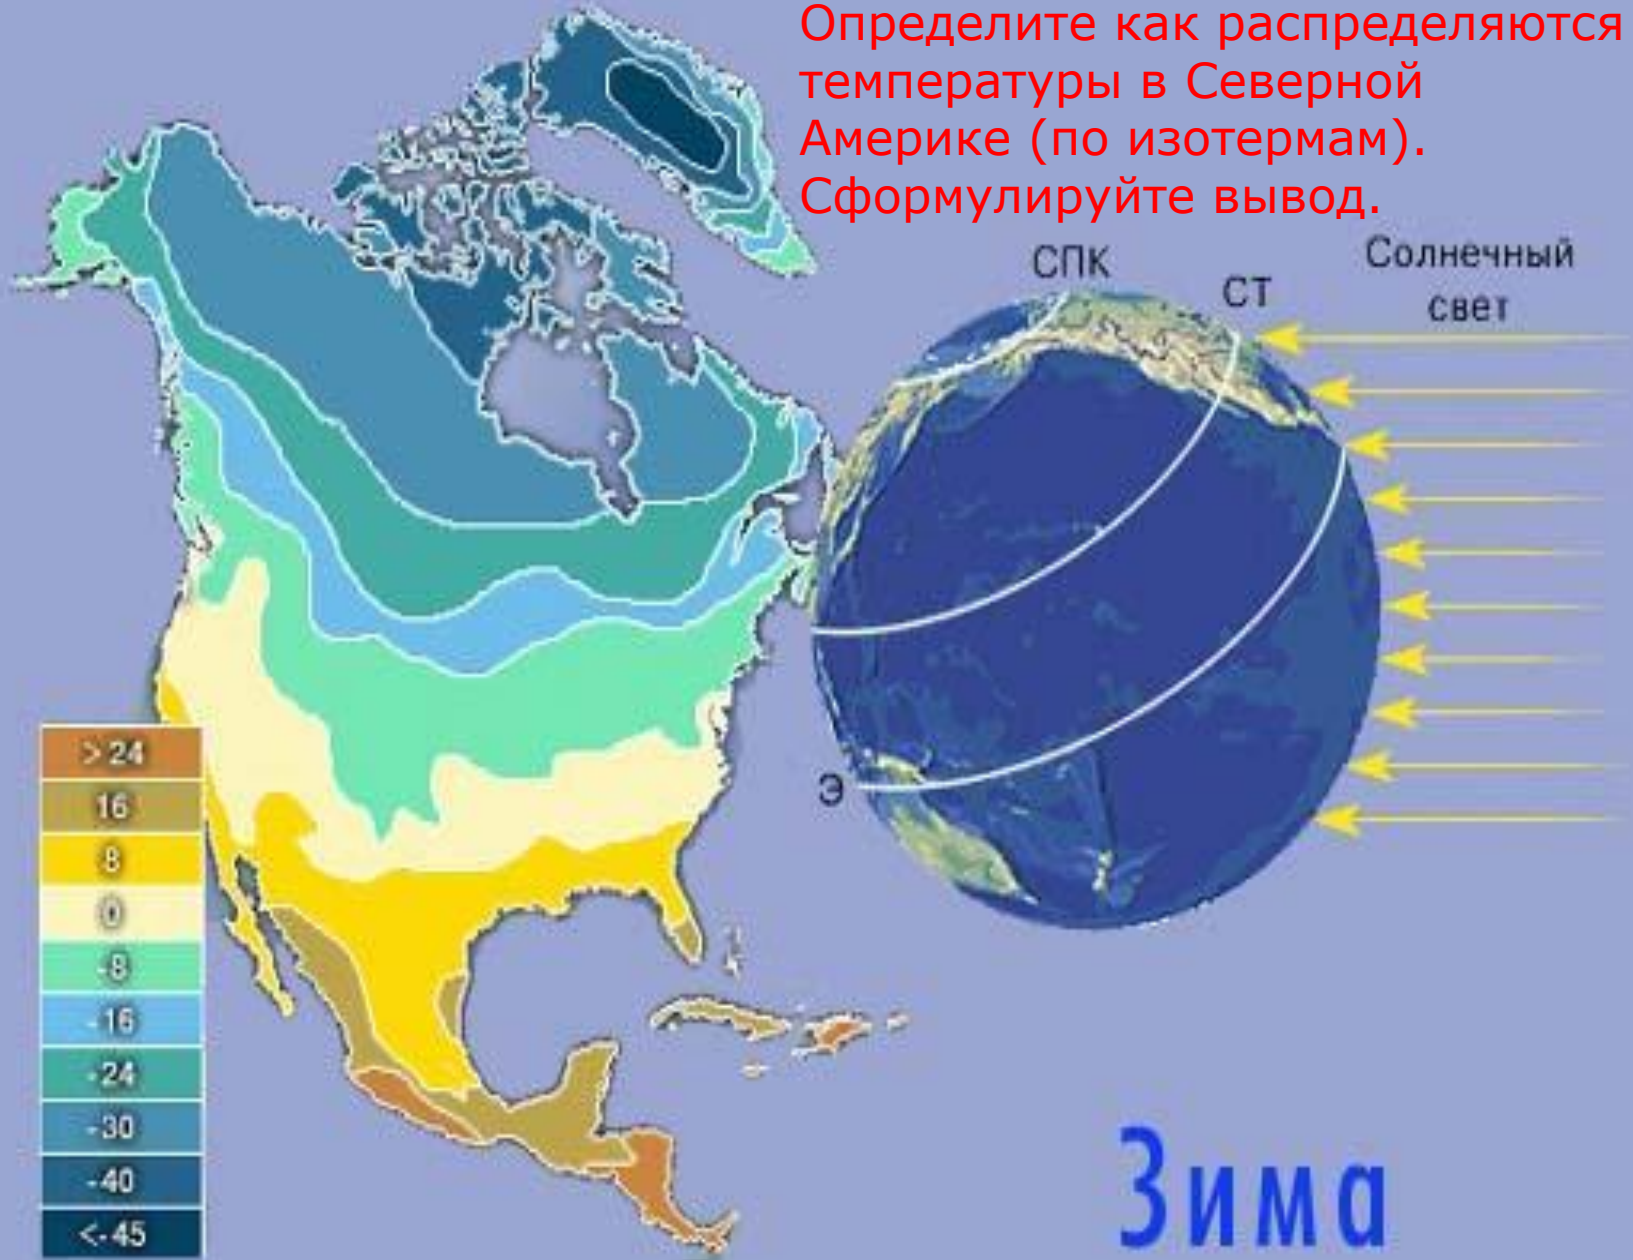 Определите как распределяются
температуры в Северной
Америке (по изотермам).
Сформулируйте вывод.
СПК
СТ
Солнечный
свет
Э
> 24
16
8
0
-8
-16
-24
-30
-40
<-45
Зима